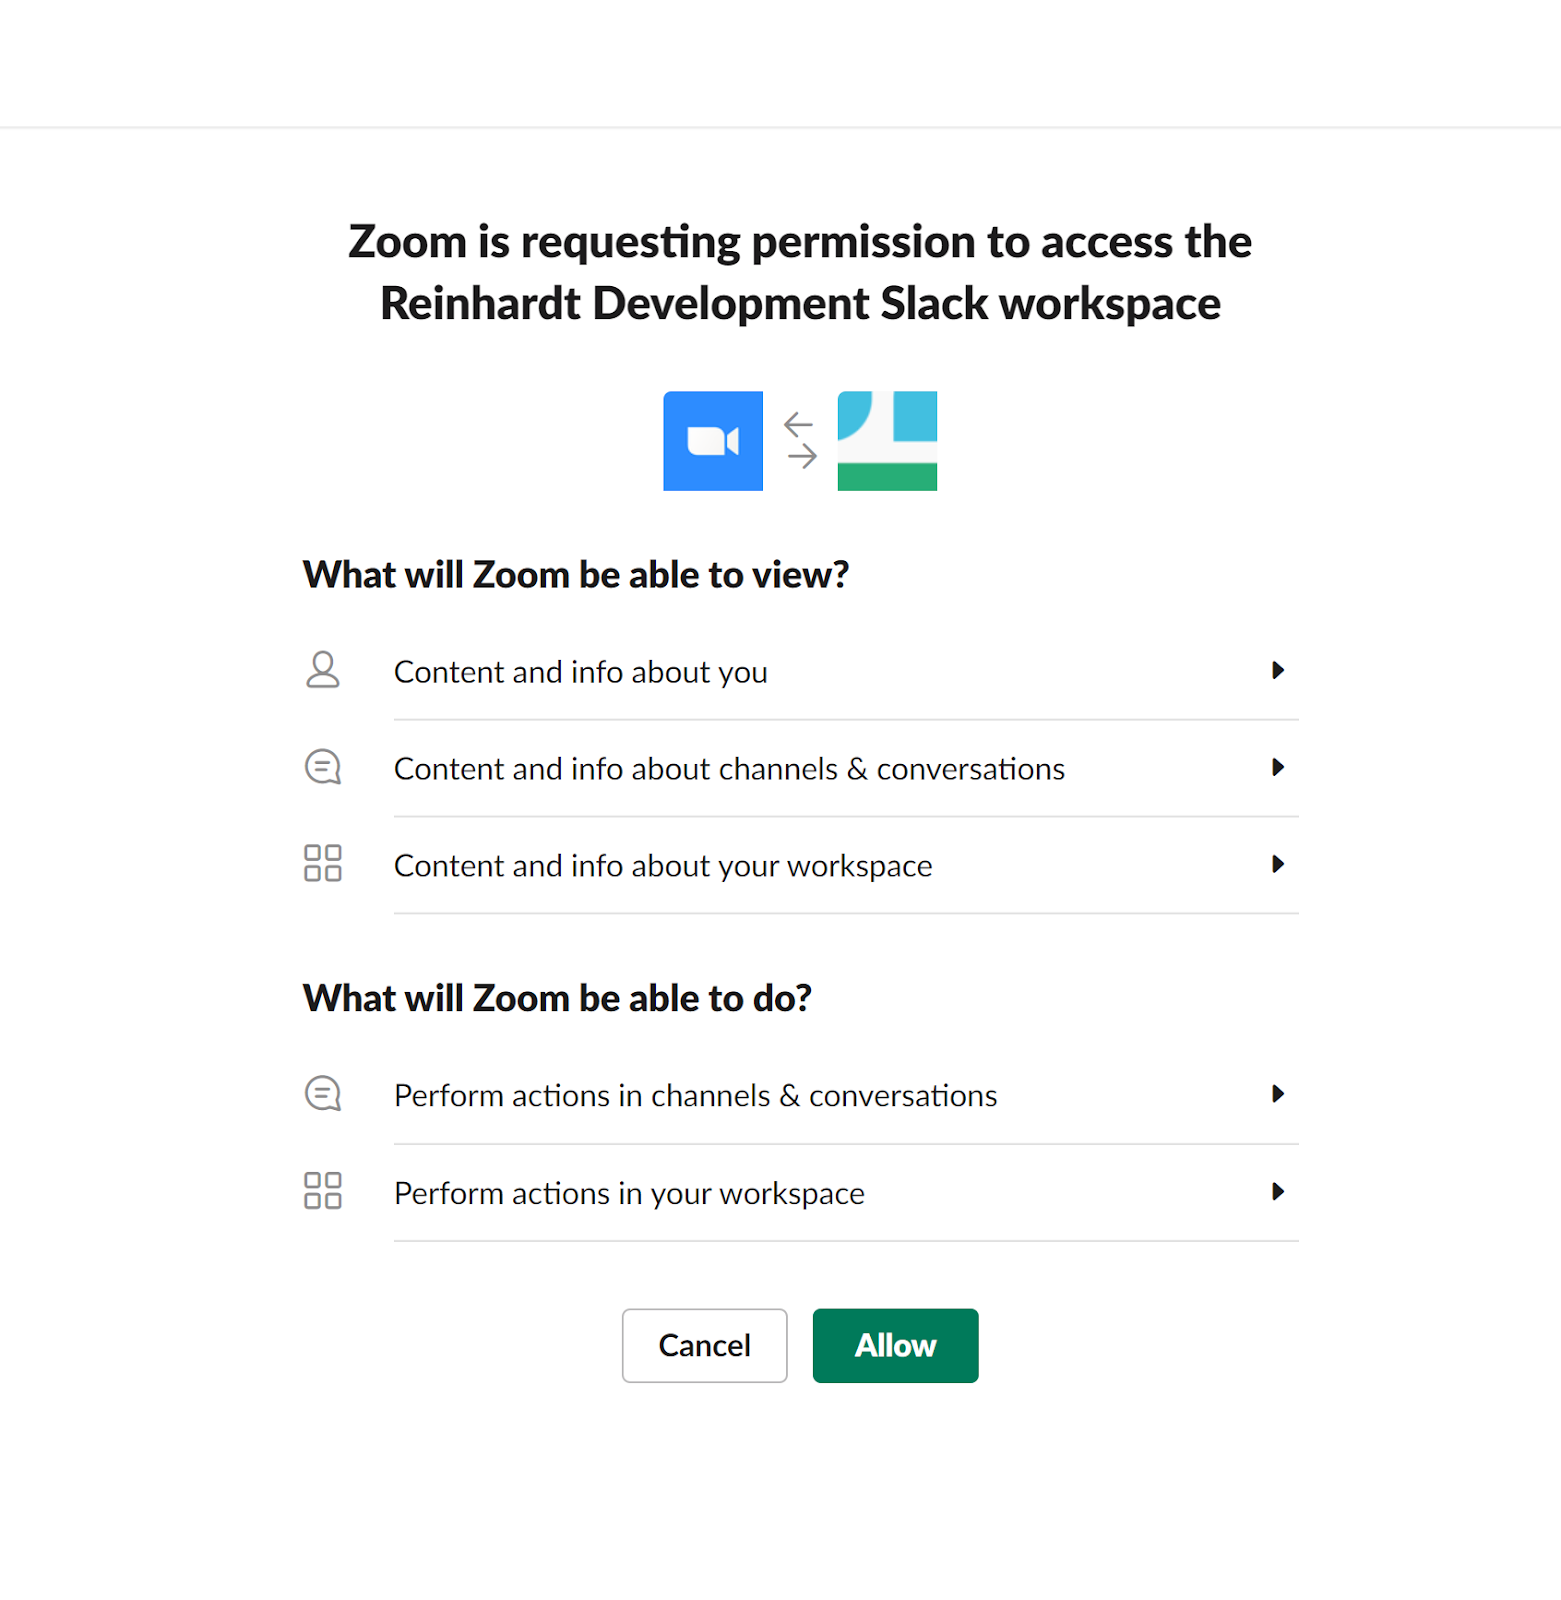 Zoom is requesting permission to access the
Reinhardt Development Slack workspace
What will Zoom be able to view?
Content and info about you
Content and info about channels & conversations
Content and info about your workspace
What will Zoom be able to do?
Perform actions in channels & conversations
Perform actions in your workspace
Cancel
Allow